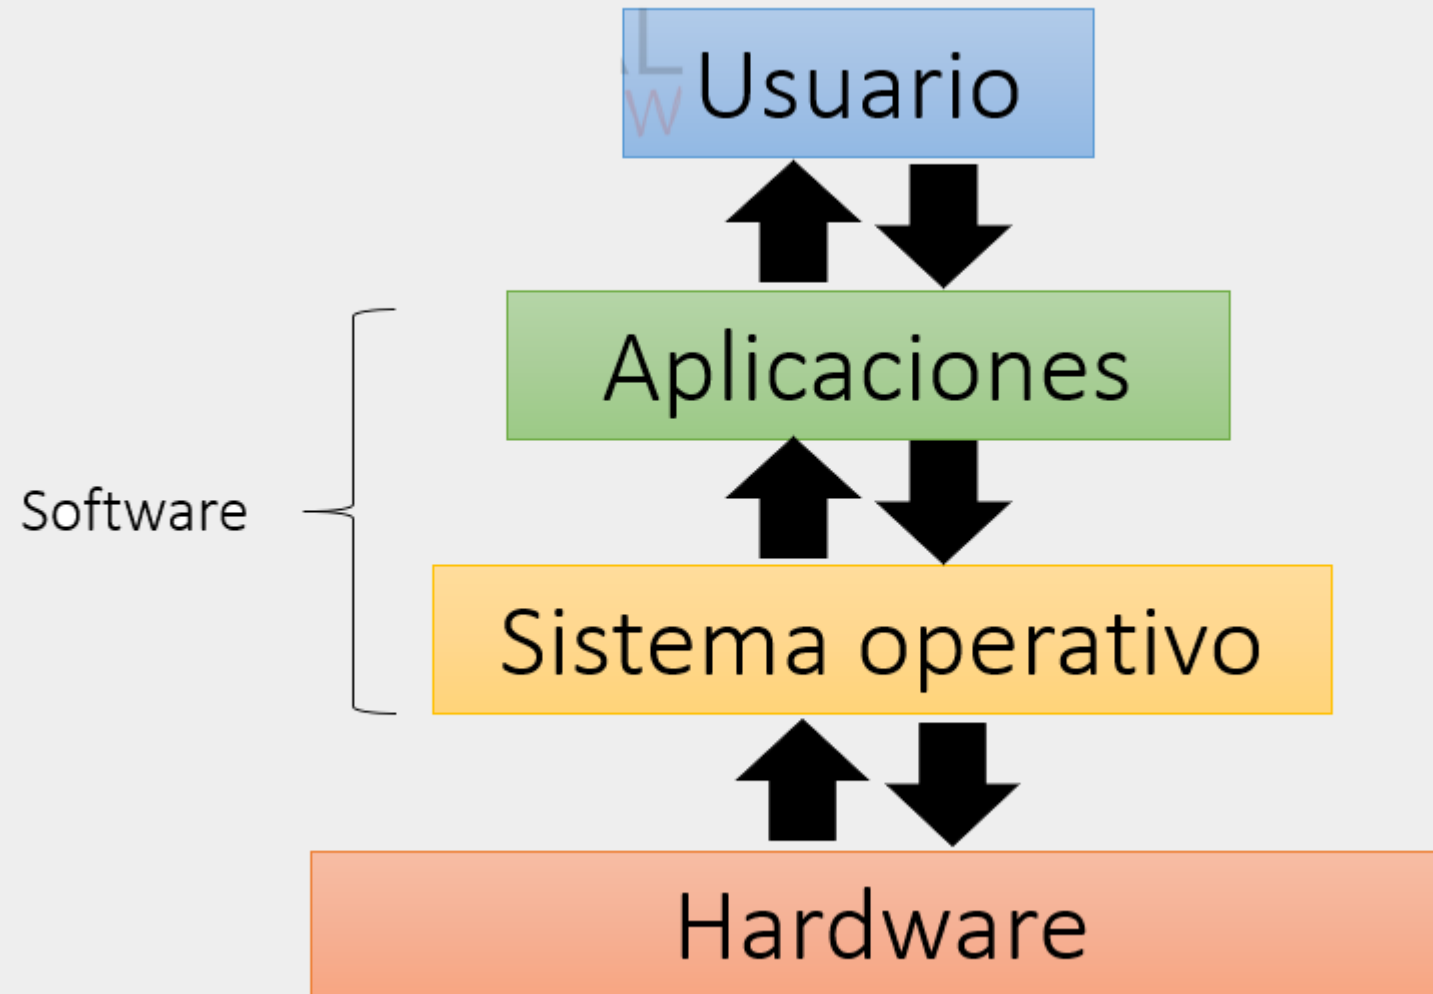 Usuario
Aplicaciones
Software
Sistema operativo
Hardware